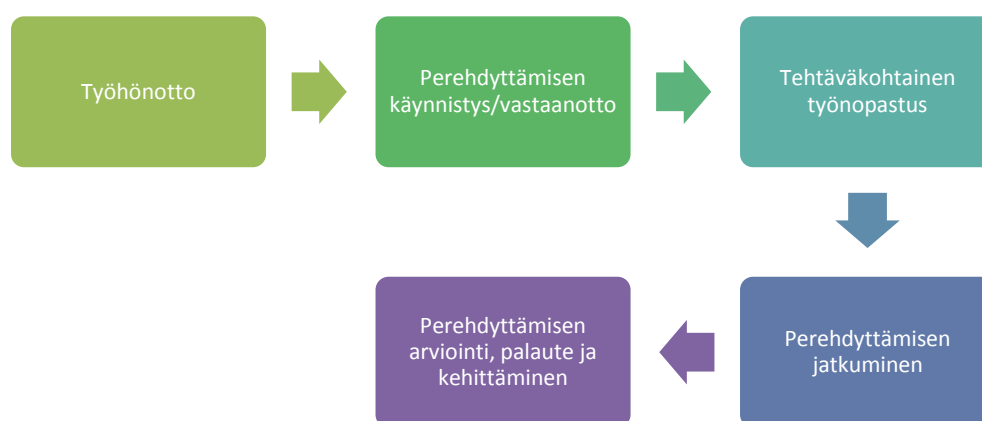 Työhönotto
Perehdyttämisen
käynnistys/vastaanotto
Tehtäväkohtainen
työnopastus
Perehdyttämisen
jatkuminen
Perehdyttämisen
arviointi, palaute ja
kehittäminen